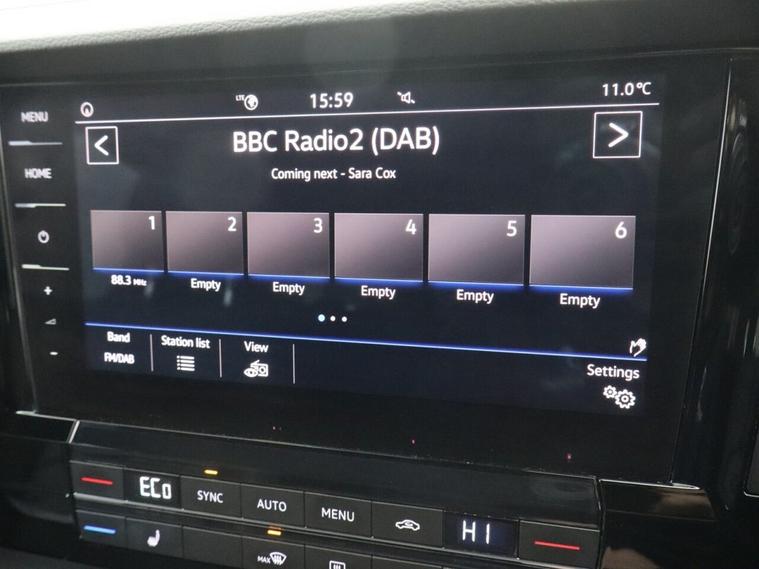 LTE 15:59 11.0°C
MENU
BBC Radio2 (DAB)
Coming next - Sara Cox
HOME
1 2 3 4 5 6
88.3 MHz Empty Empty Empty Empty Empty
+
-
Band Station list View
FM/DAB
Settings
ECo SYNC AUTO MENU HI
MAX